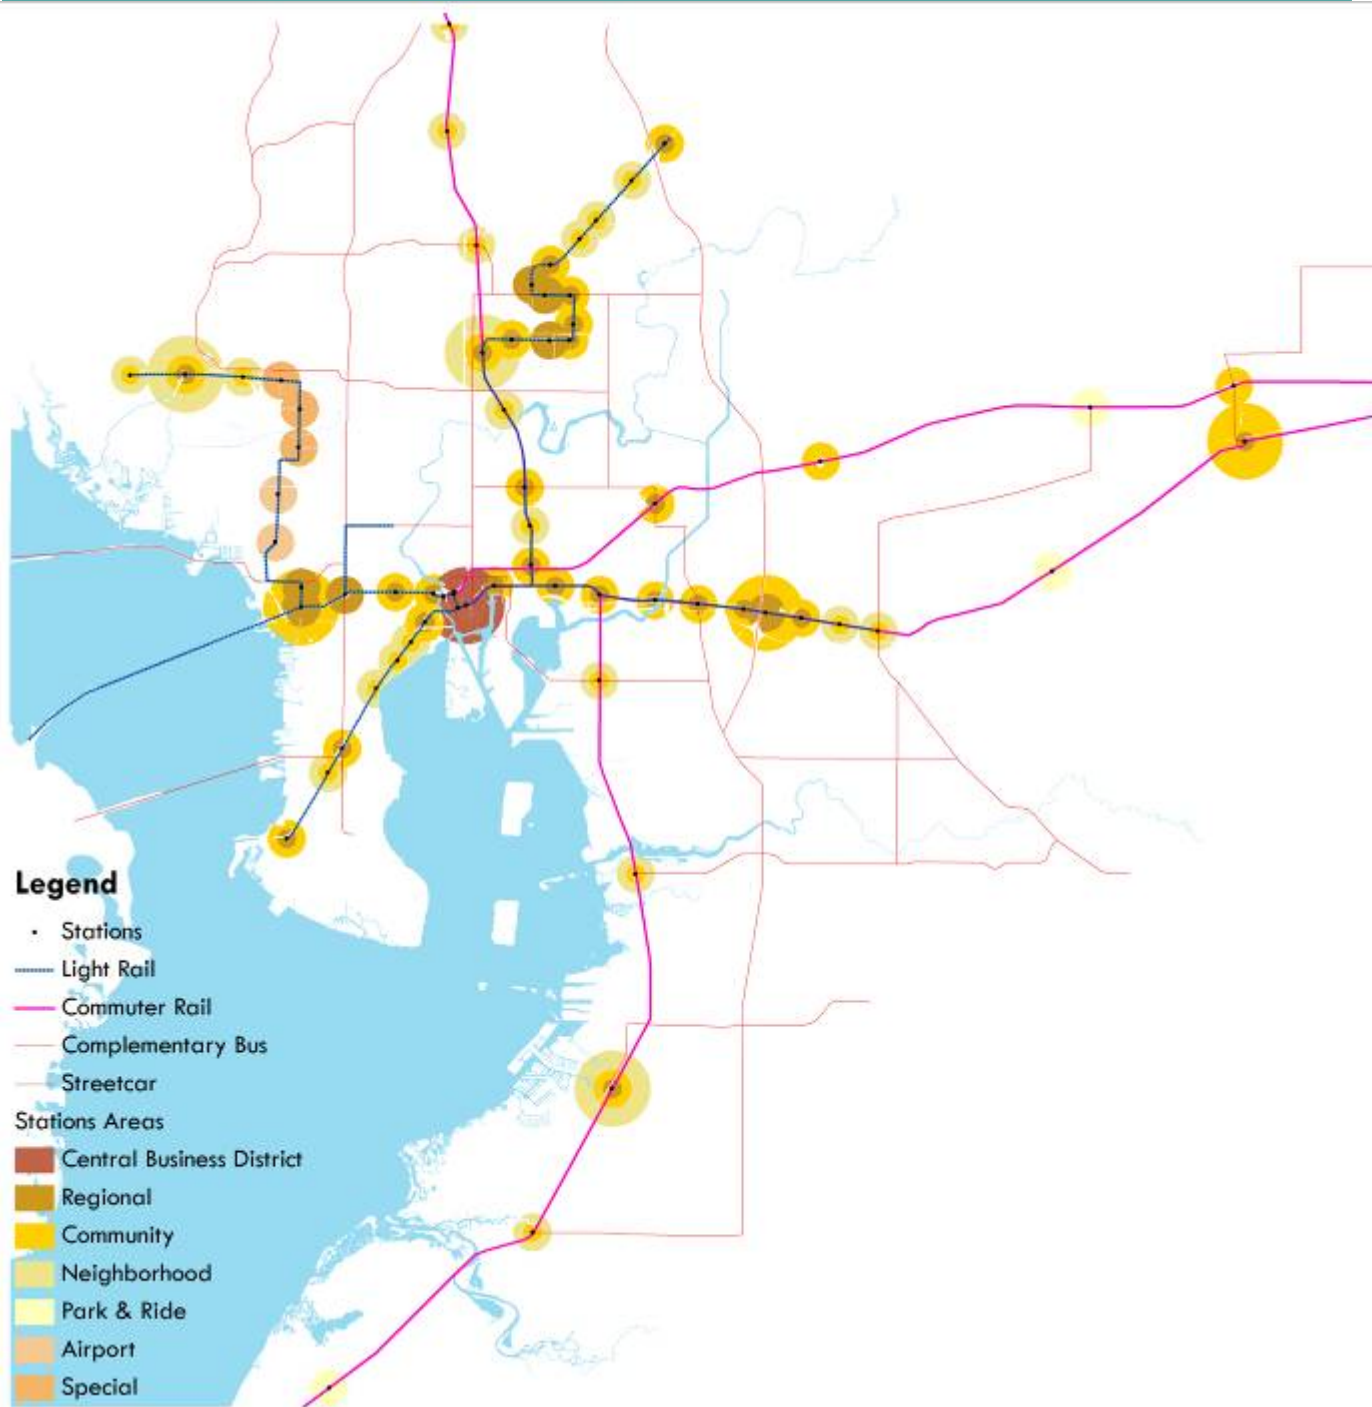 Legend
Stations
Light Rail
Commuter Rail
Complementary Bus
Streetcar
Stations Areas
Central Business District
Regional
Community
Neighborhood
Park & Ride
Airport
Special